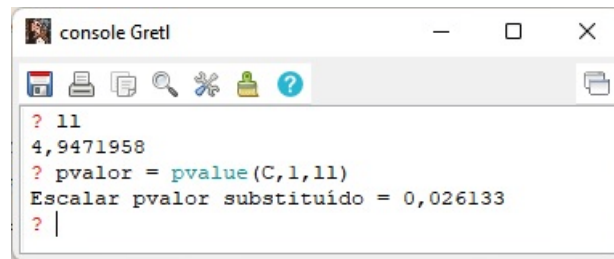 console Gretl
? ll
4,9471958
? pvalor = pvalue(C,1,ll)
Escalar pvalor substituído = 0,026133
?